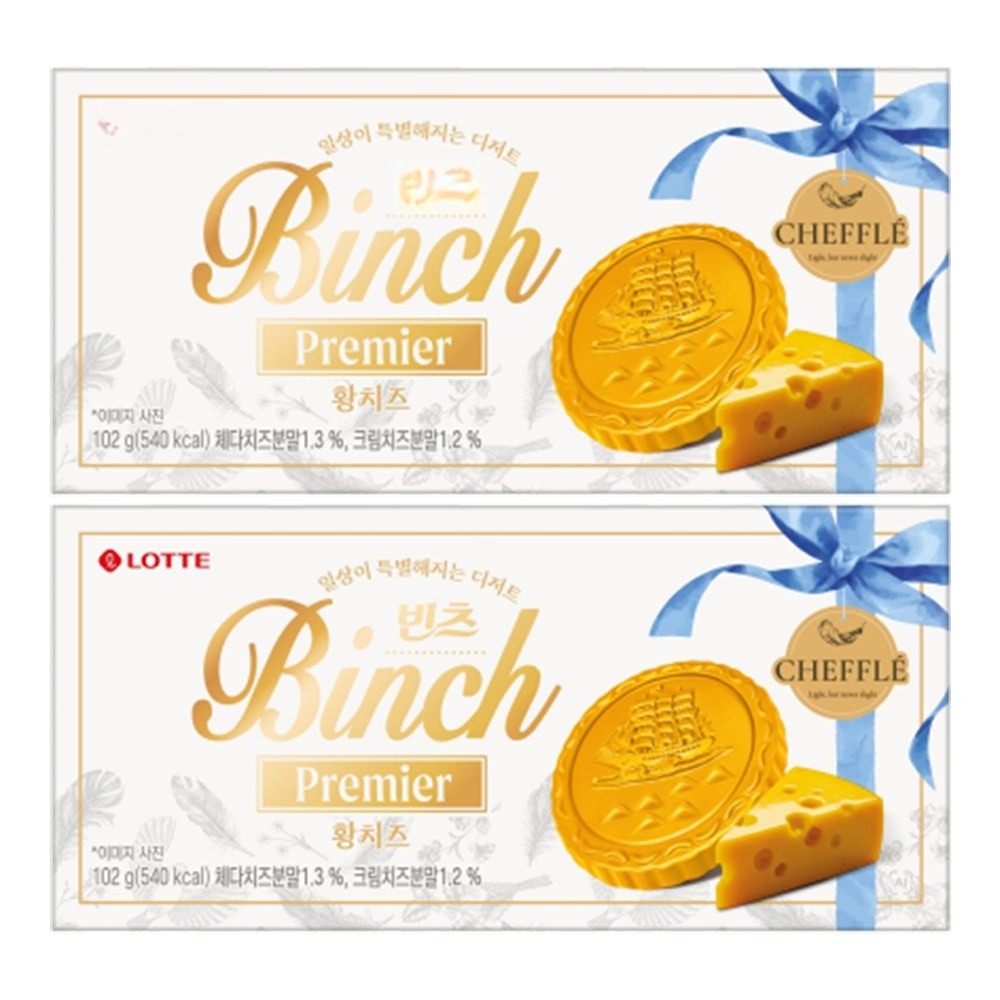 일상이 특별해지는 디저트
Binch
Premier
황치즈
*이미지 사진
102 g(540 kcal) 체다치즈분말1.3 %, 크림치즈분말1.2 %
CHEFFLÉ
LOTTE
일상이 특별해지는 디저트
빈츠
Binch
Premier
황치즈
*이미지 사진
102 g(540 kcal) 체다치즈분말1.3 %, 크림치즈분말1.2 %
CHEFFLÉ